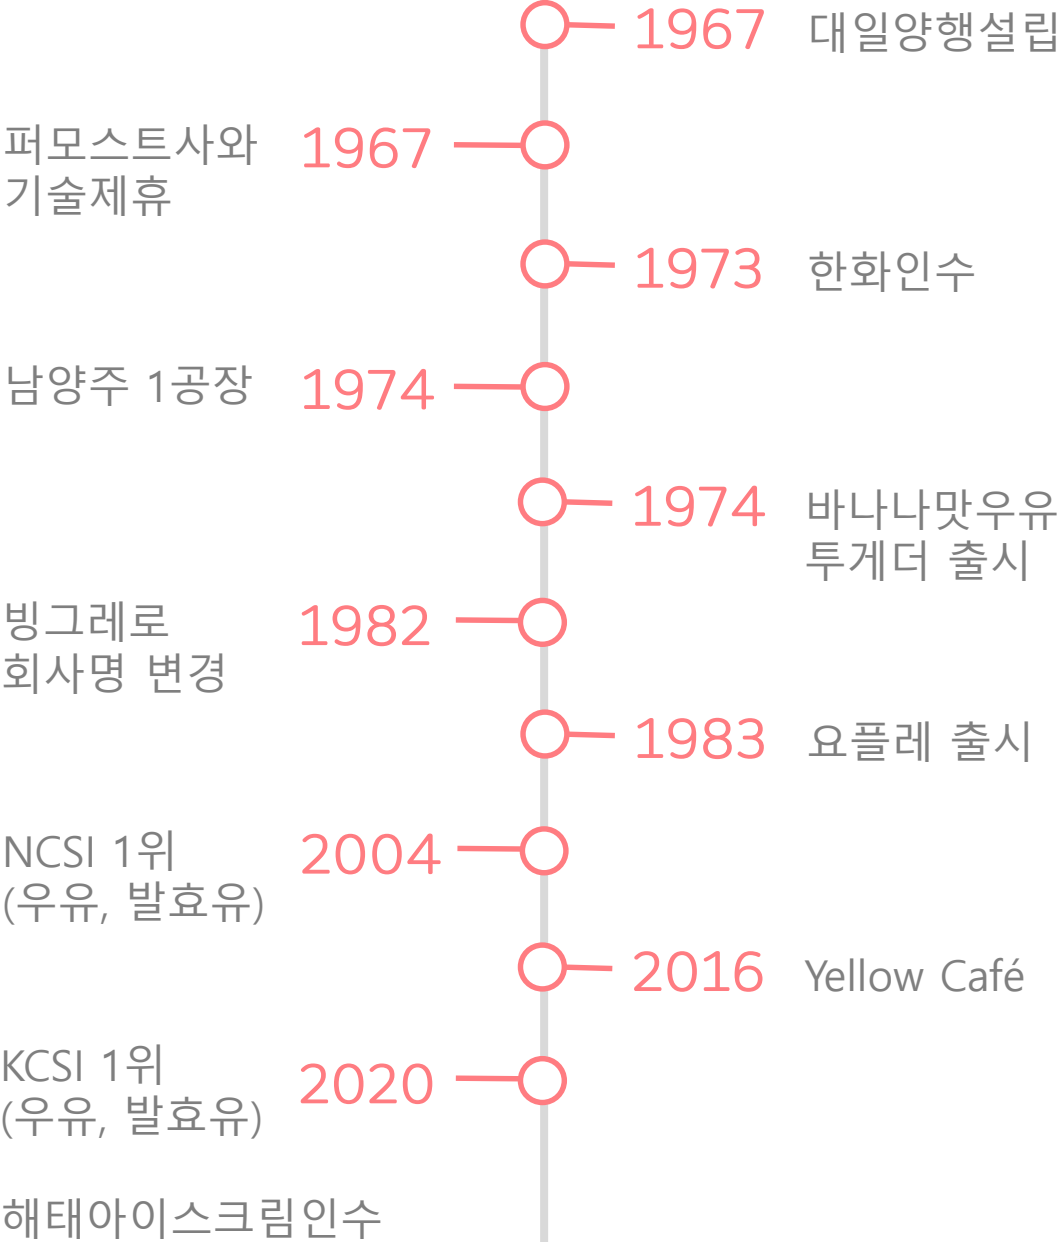 1967 대일양행설립
퍼모스트사와 1967
기술제휴
1973 한화인수
남양주 1공장 1974
1974 바나나맛우유
투게더 출시
빙그레로 1982
회사명 변경
1983 요플레 출시
NCSI 1위 2004
(우유, 발효유)
2016 Yellow Café
KCSI 1위 2020
(우유, 발효유)
해태아이스크림인수